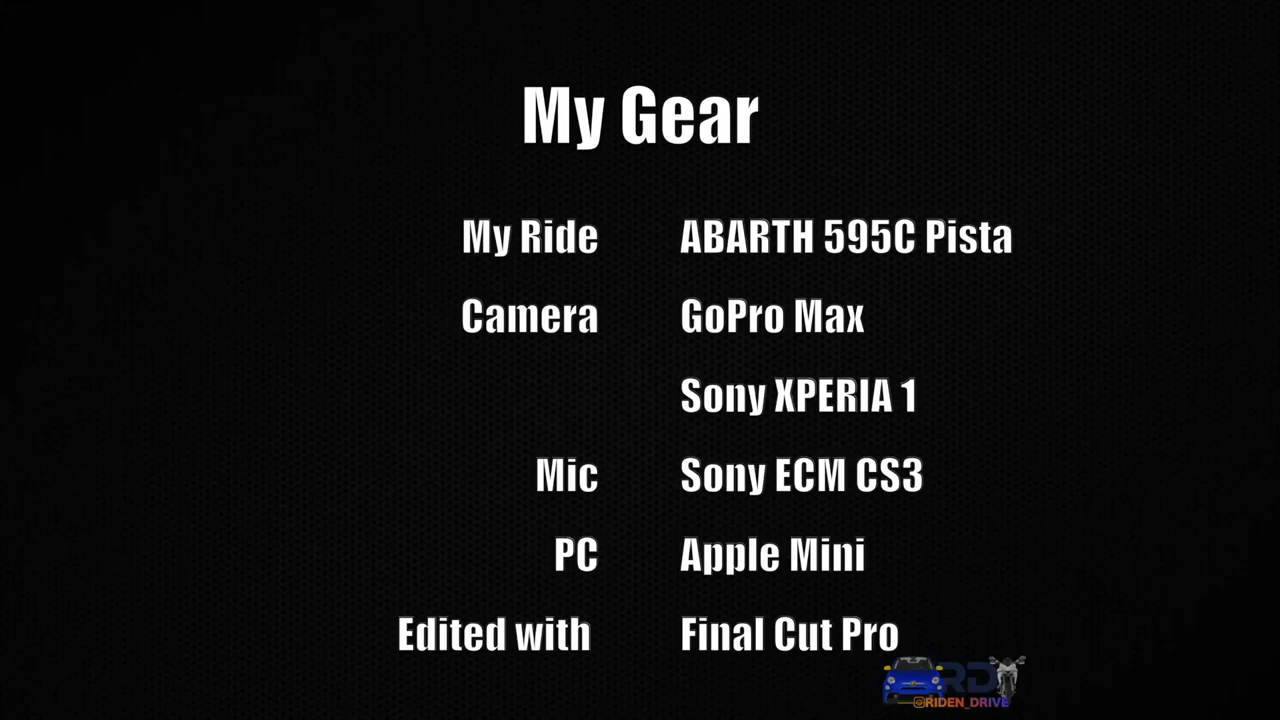 My Gear
My Ride ABARTH 595C Pista
Camera GoPro Max
Sony XPERIA 1
Mic Sony ECM CS3
PC Apple Mini
Edited with Final Cut Pro
RD
@RIDEN_DRIVE